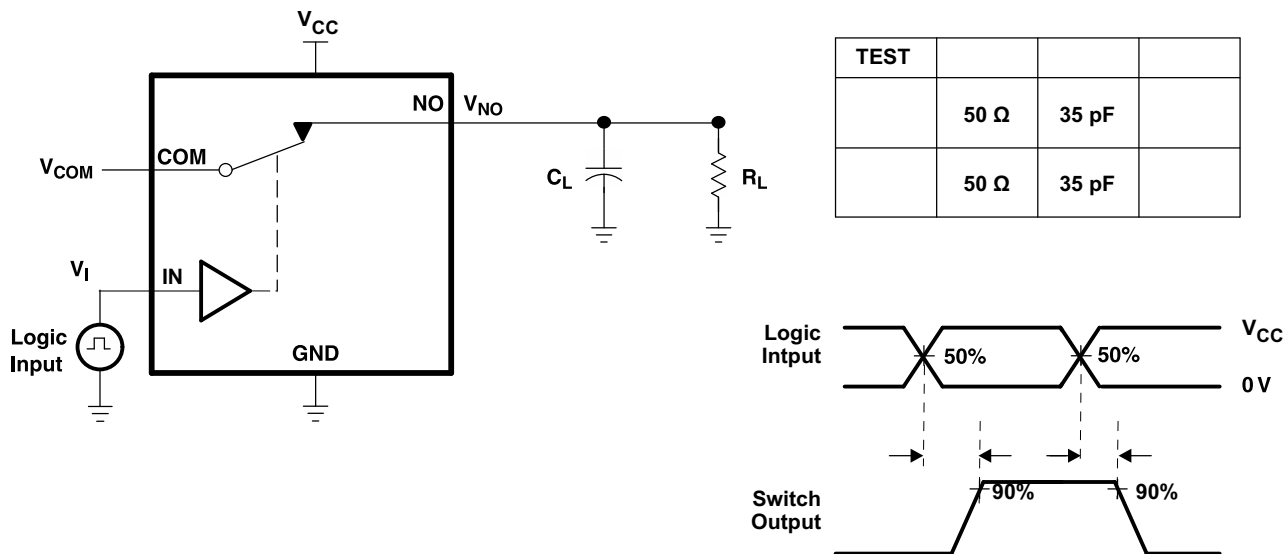 V_CC
NO V_NO
V_COM COM
C_L R_L
V_I IN
Logic
Input
GND
TEST
50 Ω 35 pF
50 Ω 35 pF
Logic
Intput
50% 50%
V_CC
0 V
Switch
Output
90% 90%